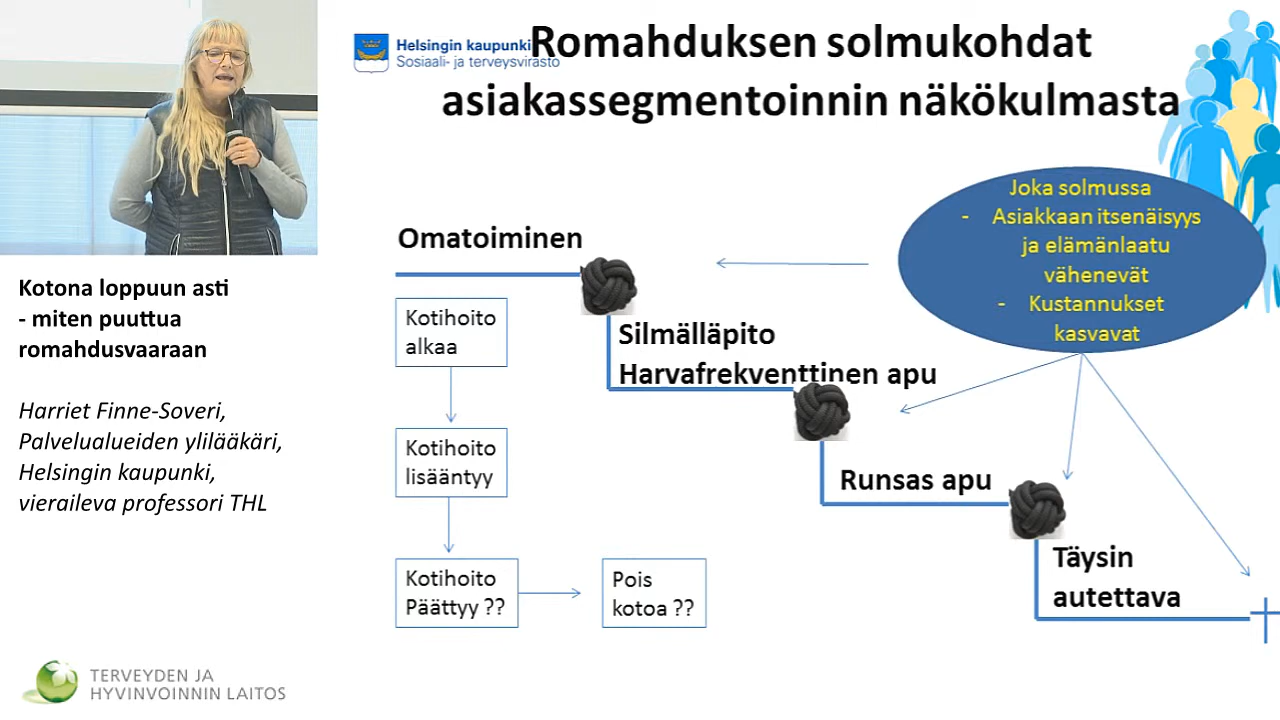 Helsingin kaupunki
Sosiaali- ja terveysvirasto
Romahduksen solmukohdat
asiakassegmentoinnin näkökulmasta
Joka solmussa
- Asiakkaan itsenäisyys
ja elämänlaatu
vähenevät
- Kustannukset
kasvavat
Omatoiminen
Silmälläpito
Harvafrekventtinen apu
Runsas apu
Täysin
autettava
Kotihoito
alkaa
Kotihoito
lisääntyy
Kotihoito
Päättyy ??
Pois
kotoa ??
Kotona loppuun asti
- miten puuttua
romahdusvaaraan
Harriet Finne-Soveri,
Palvelualueiden ylilääkäri,
Helsingin kaupunki,
vieraileva professori THL
TERVEYDEN JA
HYVINVOINNIN LAITOS